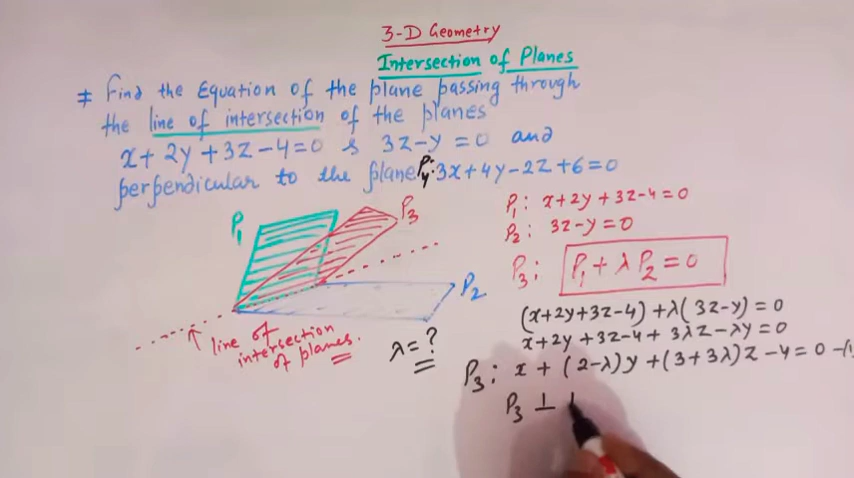 3-D Geometry
Intersection of Planes
# Find the Equation of the plane passing through
the line of intersection of the planes
x + 2y + 3z - 4 = 0 & 3z - y = 0 and
perpendicular to the plane P4: 3x + 4y - 2z + 6 = 0
P1
P3
P2
line of
intersection
of planes.
λ = ?
P1: x + 2y + 3z - 4 = 0
P2: 3z - y = 0
P3: P1 + λ P2 = 0
(x + 2y + 3z - 4) + λ(3z - y) = 0
x + 2y + 3z - 4 + 3λz - λy = 0
P3: x + (2-λ)y + (3+3λ)z - 4 = 0 -(1
P3 ⊥